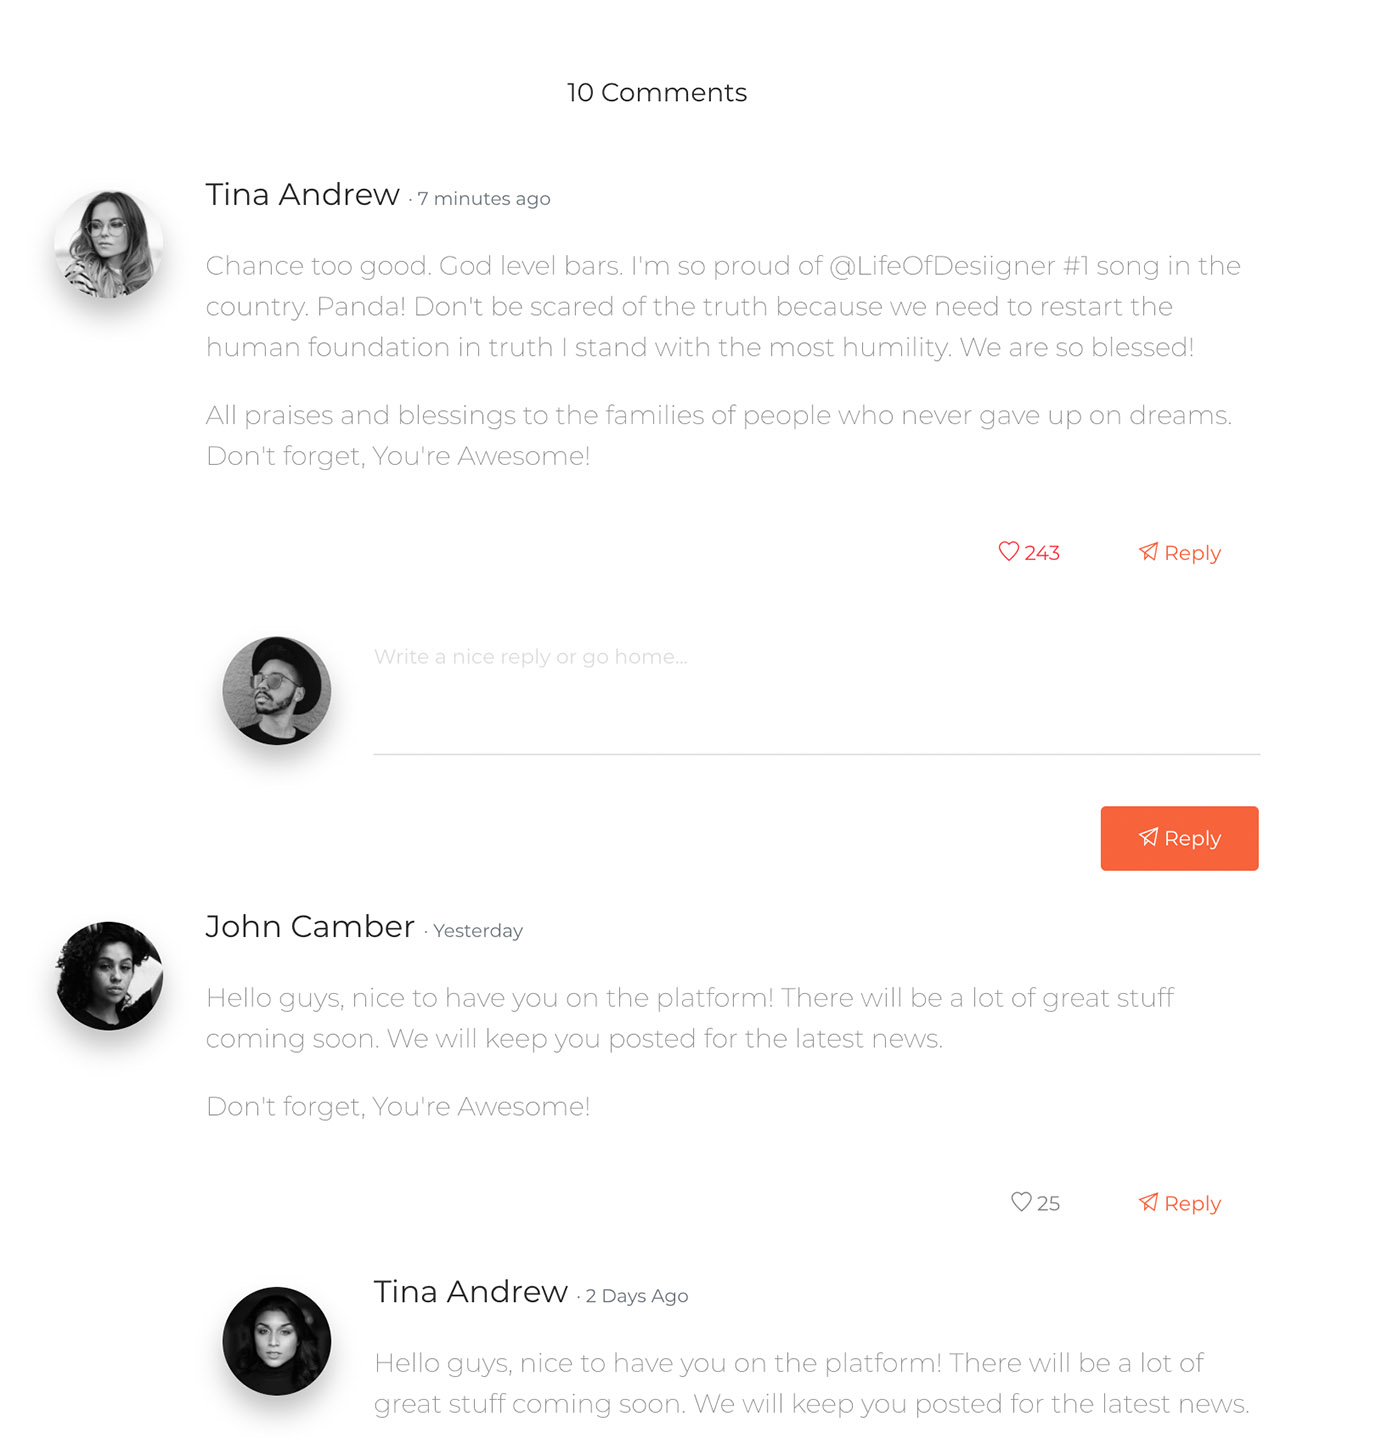 10 Comments
Tina Andrew · 7 minutes ago
Chance too good. God level bars. I'm so proud of @LifeOfDesiigner #1 song in the
country. Panda! Don't be scared of the truth because we need to restart the
human foundation in truth I stand with the most humility. We are so blessed!
All praises and blessings to the families of people who never gave up on dreams.
Don't forget, You're Awesome!
243 Reply
Write a nice reply or go home...
Reply
John Camber · Yesterday
Hello guys, nice to have you on the platform! There will be a lot of great stuff
coming soon. We will keep you posted for the latest news.
Don't forget, You're Awesome!
25 Reply
Tina Andrew · 2 Days Ago
Hello guys, nice to have you on the platform! There will be a lot of
great stuff coming soon. We will keep you posted for the latest news.